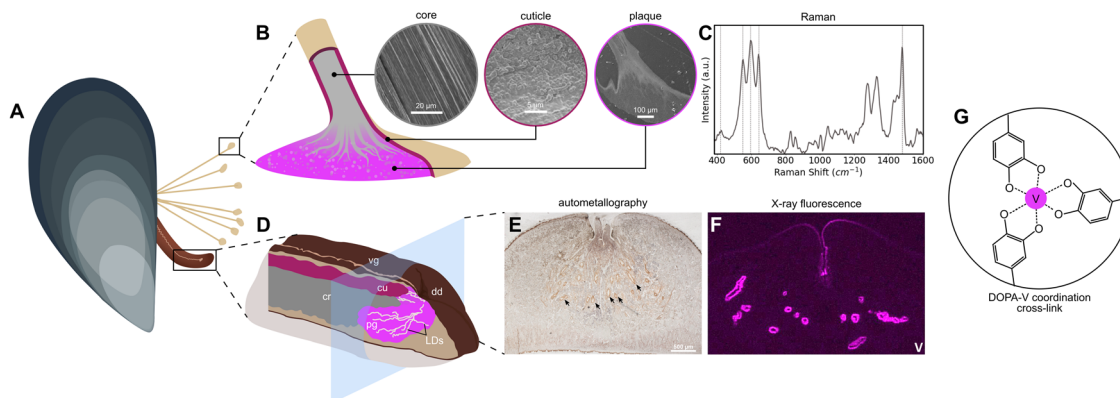 A
B
core
cuticle
plaque
20 µm
5 µm
100 µm
C
Raman
Intensity (a.u.)
400 600 800 1000 1200 1400 1600
Raman Shift (cm⁻¹)
D
vg
cu
dd
cr
pg
LDs
E
autometallography
500 µm
F
X-ray fluorescence
V
G
O
O
O
O
V
O
O
DOPA-V coordination
cross-link